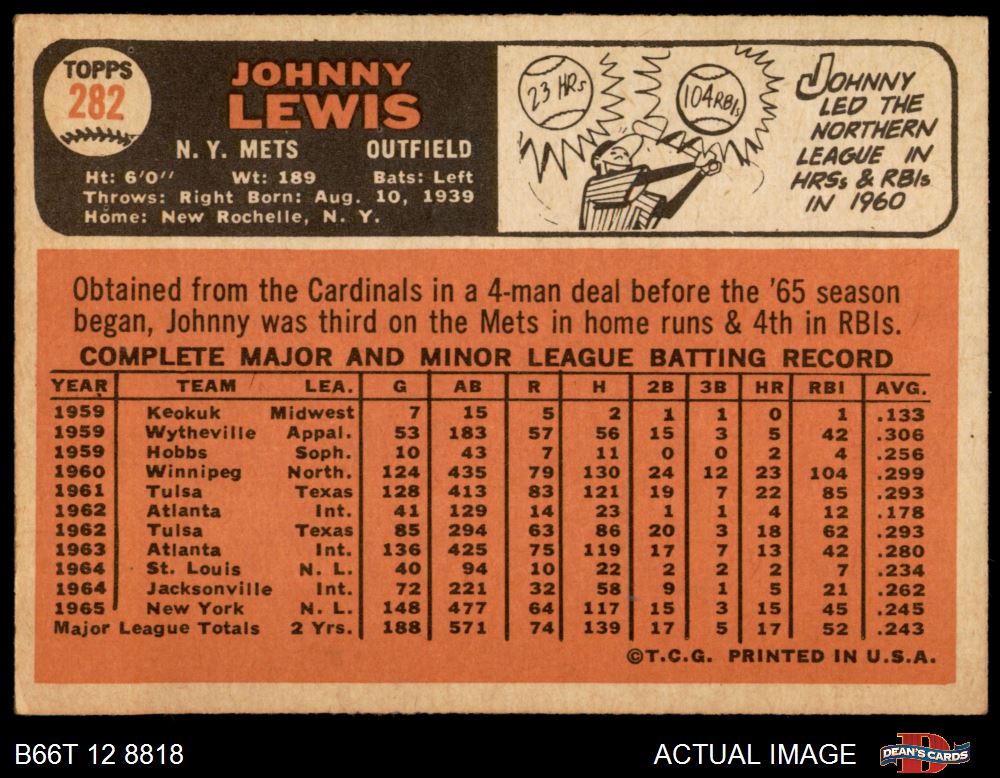 TOPPS
282
JOHNNY
LEWIS
N. Y. METS OUTFIELD
Ht: 6'0" Wt: 189 Bats: Left
Throws: Right Born: Aug. 10, 1939
Home: New Rochelle, N. Y.
23 HRs
104 RBIs
JOHNNY
LED THE
NORTHERN
LEAGUE IN
HRSs & RBIs
IN 1960
Obtained from the Cardinals in a 4-man deal before the '65 season
began, Johnny was third on the Mets in home runs & 4th in RBIs.
COMPLETE MAJOR AND MINOR LEAGUE BATTING RECORD
YEAR TEAM LEA. G AB R H 2B 3B HR RBI AVG.
1959 Keokuk Midwest 7 15 5 2 1 1 0 1 .133
1959 Wytheville Appal. 53 183 57 56 15 3 5 42 .306
1959 Hobbs Soph. 10 43 7 11 0 0 2 4 .256
1960 Winnipeg North. 124 435 79 130 24 12 23 104 .299
1961 Tulsa Texas 128 413 83 121 19 7 22 85 .293
1962 Atlanta Int. 41 129 14 23 1 1 4 12 .178
1962 Tulsa Texas 85 294 63 86 20 3 18 62 .293
1963 Atlanta Int. 136 425 75 119 17 7 13 42 .280
1964 St. Louis N. L. 40 94 10 22 2 2 2 7 .234
1964 Jacksonville Int. 72 221 32 58 9 1 5 21 .262
1965 New York N. L. 148 477 64 117 15 3 15 45 .245
Major League Totals 2 Yrs. 188 571 74 139 17 5 17 52 .243
©T.C.G. PRINTED IN U.S.A.
B66T 12 8818 ACTUAL IMAGE DEAN'S CARDS